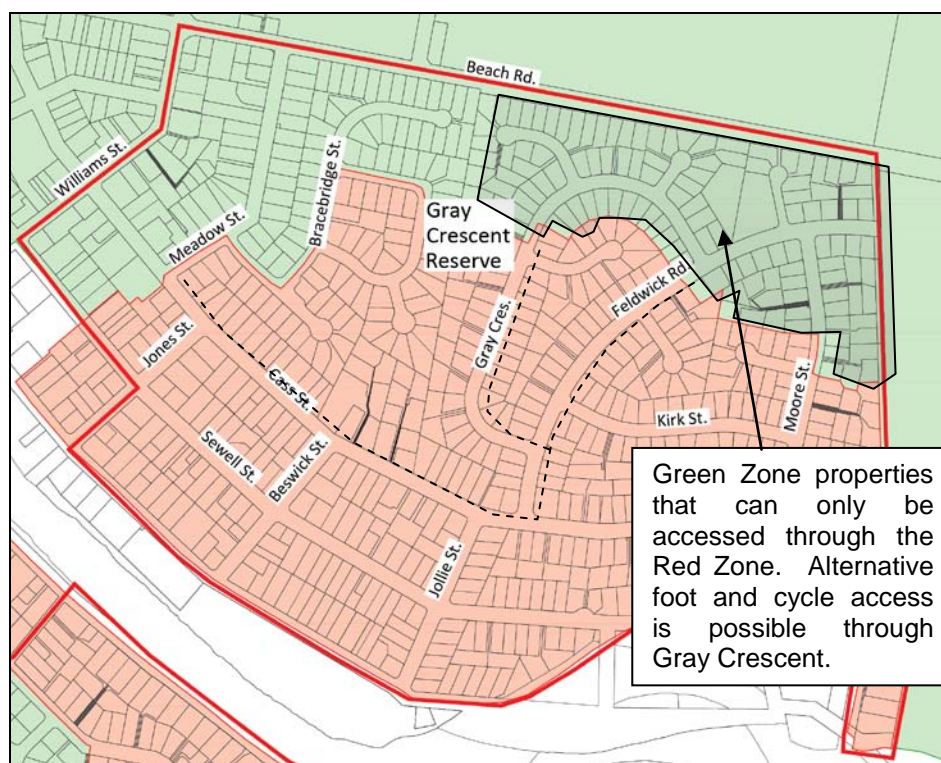 Beach Rd.
Williams St.
Bracebridge St.
Meadow St.
Gray
Crescent
Reserve
Feldwick Rd.
Gray Cres.
Jones St.
Cass St.
Moore St.
Kirk St.
Sewell St.
Beswick St.
Jollie St.
Green Zone properties
that can only be
accessed through the
Red Zone. Alternative
foot and cycle access
is possible through
Gray Crescent.